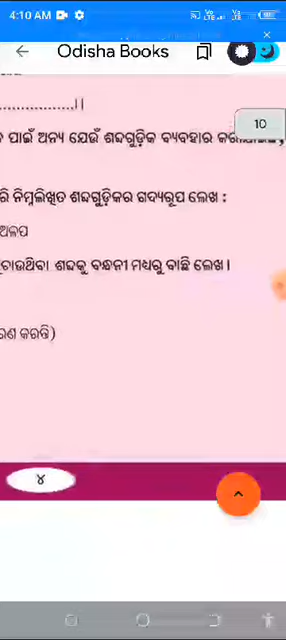 4:10 AM
Odisha Books
..................।।
10
ପାଇଁ ଅନ୍ୟ ଯେଉଁ ଶବ୍ଦଗୁଡ଼ିକ ବ୍ୟବହାର
ରି ନିମ୍ନଲିଖିତ ଶବ୍ଦଗୁଡ଼ିକର ଗଦ୍ୟରୂପ ଲେଖ :
ଅଳପ
ଚାଉଥିବା ଶବ୍ଦକୁ ବନ୍ଧନୀ ମଧ୍ୟରୁ ବାଛି ଲେଖ।
ରଣ କରନ୍ତି)
୪